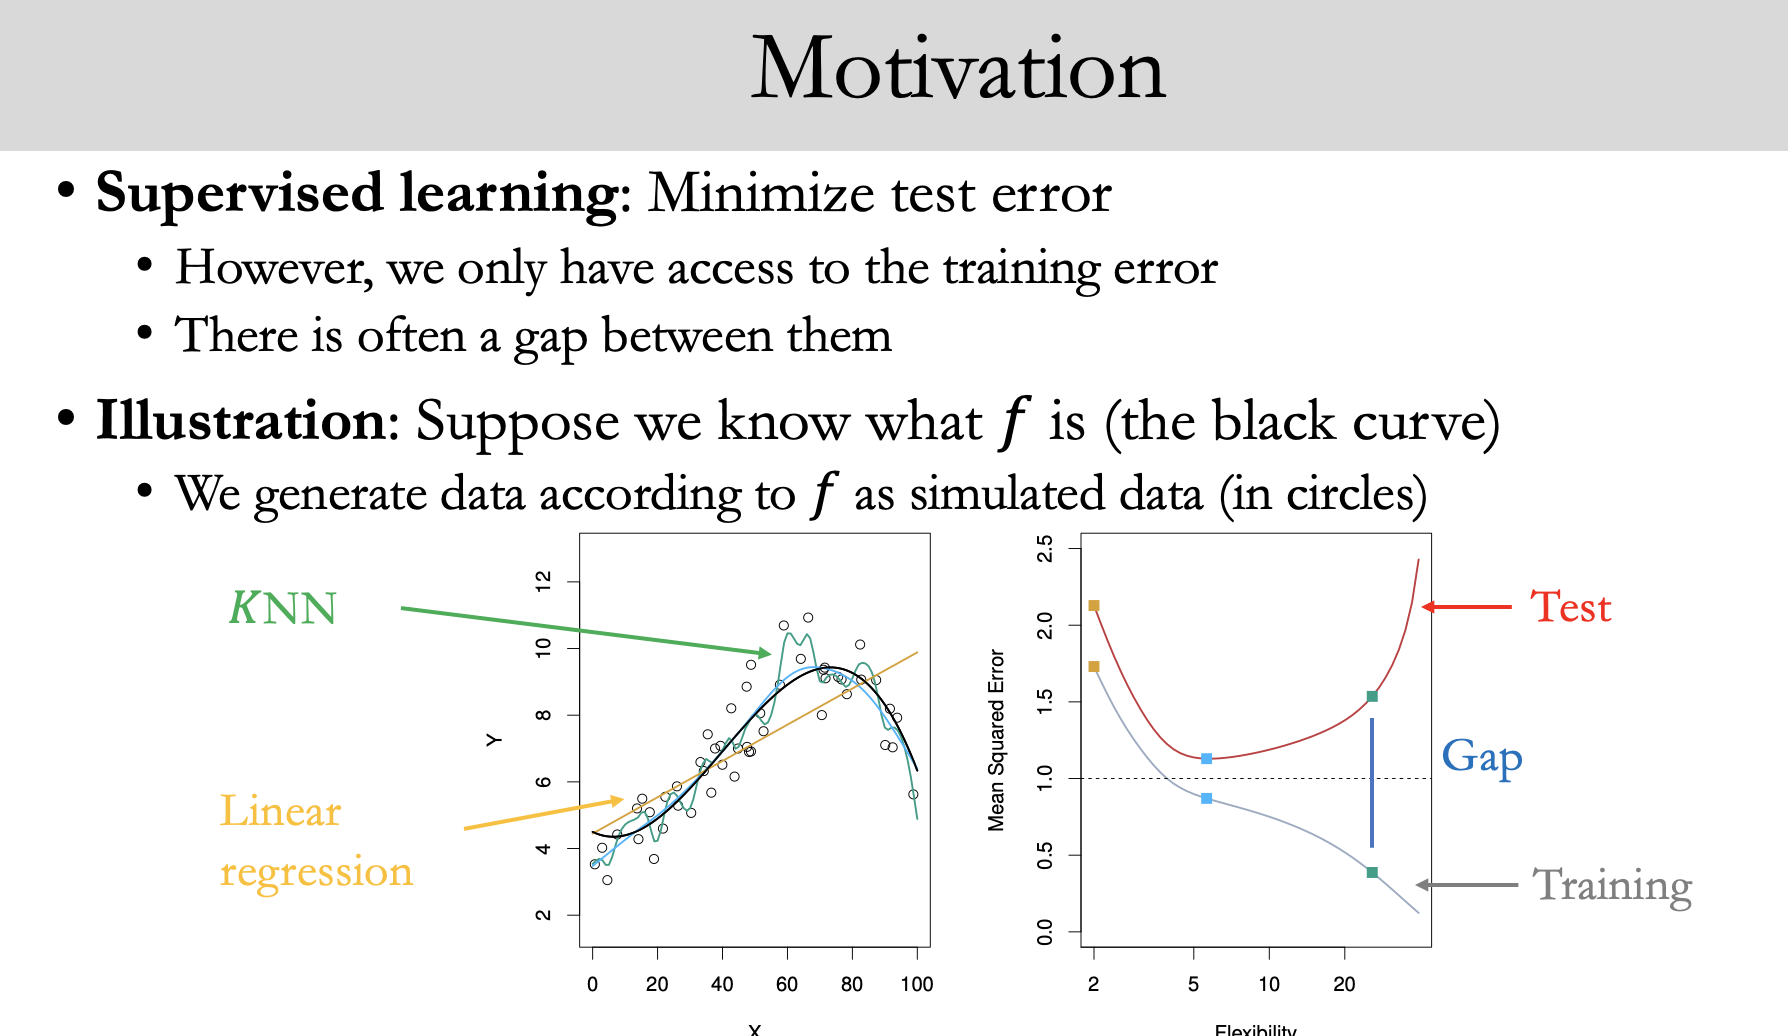 Motivation
• Supervised learning: Minimize test error
• However, we only have access to the training error
• There is often a gap between them
• Illustration: Suppose we know what f is (the black curve)
• We generate data according to f as simulated data (in circles)
KNN
Linear
regression
Y
12
10
8
6
4
2
0 20 40 60 80 100
X
Mean Squared Error
2.5
2.0
1.5
1.0
0.5
0.0
2 5 10 20
Flexibility
Test
Gap
Training